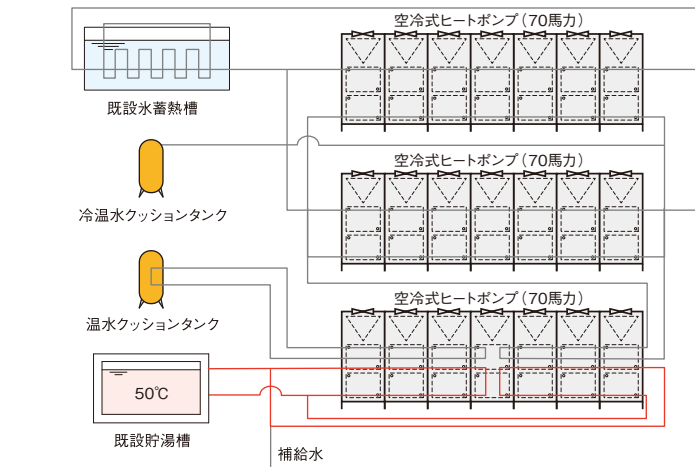 空冷式ヒートポンプ（70馬力）
既設氷蓄熱槽
空冷式ヒートポンプ（70馬力）
冷温水クッションタンク
空冷式ヒートポンプ（70馬力）
温水クッションタンク
50℃
既設貯湯槽
補給水